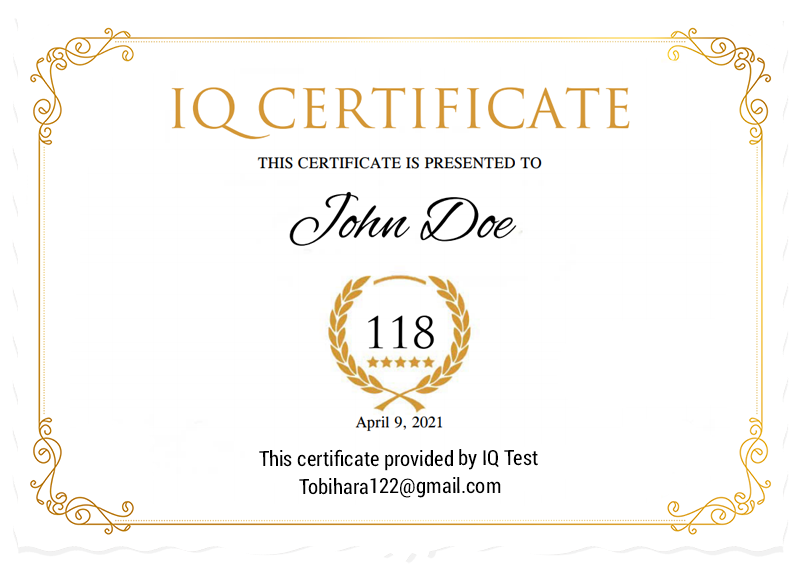 IQ CERTIFICATE
THIS CERTIFICATE IS PRESENTED TO
John Doe
118
April 9, 2021
This certificate provided by IQ Test
Tobihara122@gmail.com